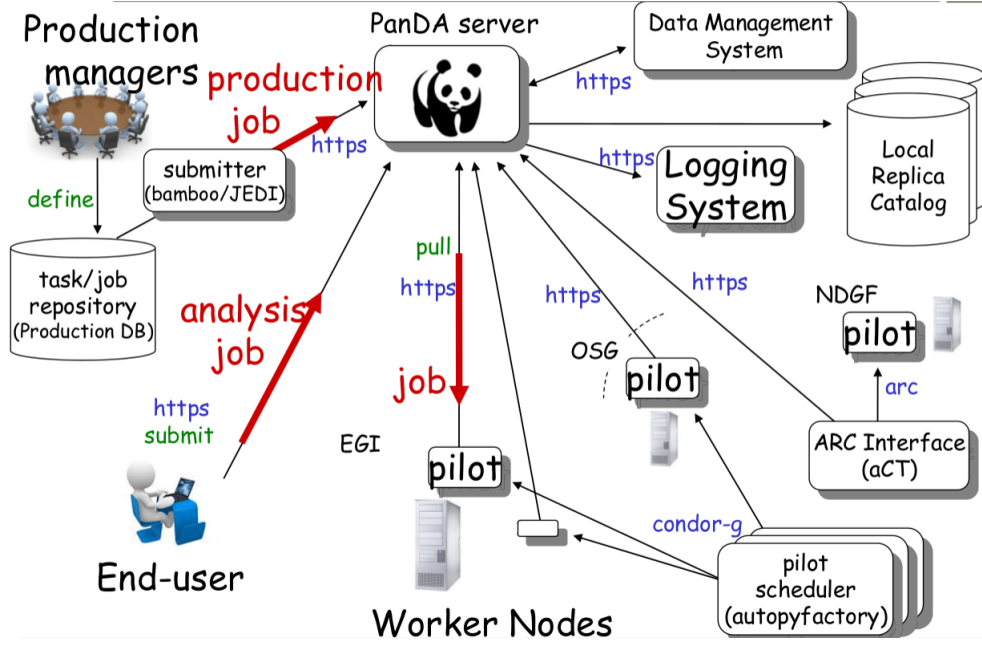 Production
managers
PanDA server
Data Management
System
https
production
job
https
submitter
(bamboo/JEDI)
define
task/job
repository
(Production DB)
https
Logging
System
Local
Replica
Catalog
pull
https
analysis
job
https
submit
job
https
https
OSG
pilot
NDGF
pilot
arc
ARC Interface
(aCT)
EGI
pilot
condor-g
pilot
scheduler
(autopyfactory)
End-user
Worker Nodes